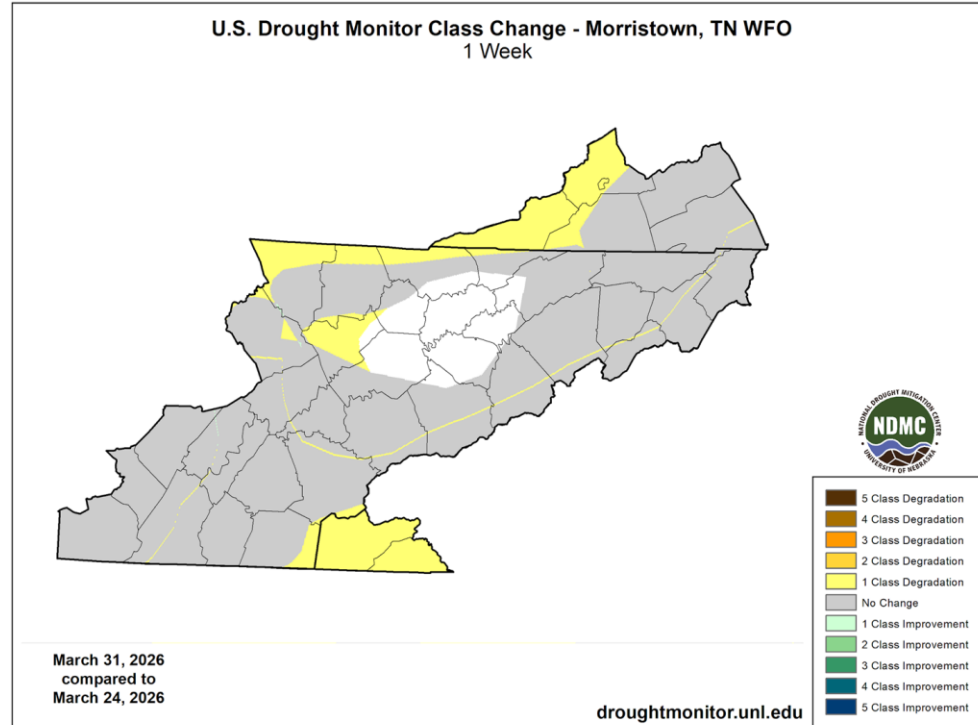 U.S. Drought Monitor Class Change - Morristown, TN WFO
1 Week
NATIONAL DROUGHT MITIGATION CENTER
NDMC
UNIVERSITY OF NEBRASKA
5 Class Degradation
4 Class Degradation
3 Class Degradation
2 Class Degradation
1 Class Degradation
No Change
1 Class Improvement
2 Class Improvement
3 Class Improvement
4 Class Improvement
5 Class Improvement
March 31, 2026
compared to
March 24, 2026
droughtmonitor.unl.edu